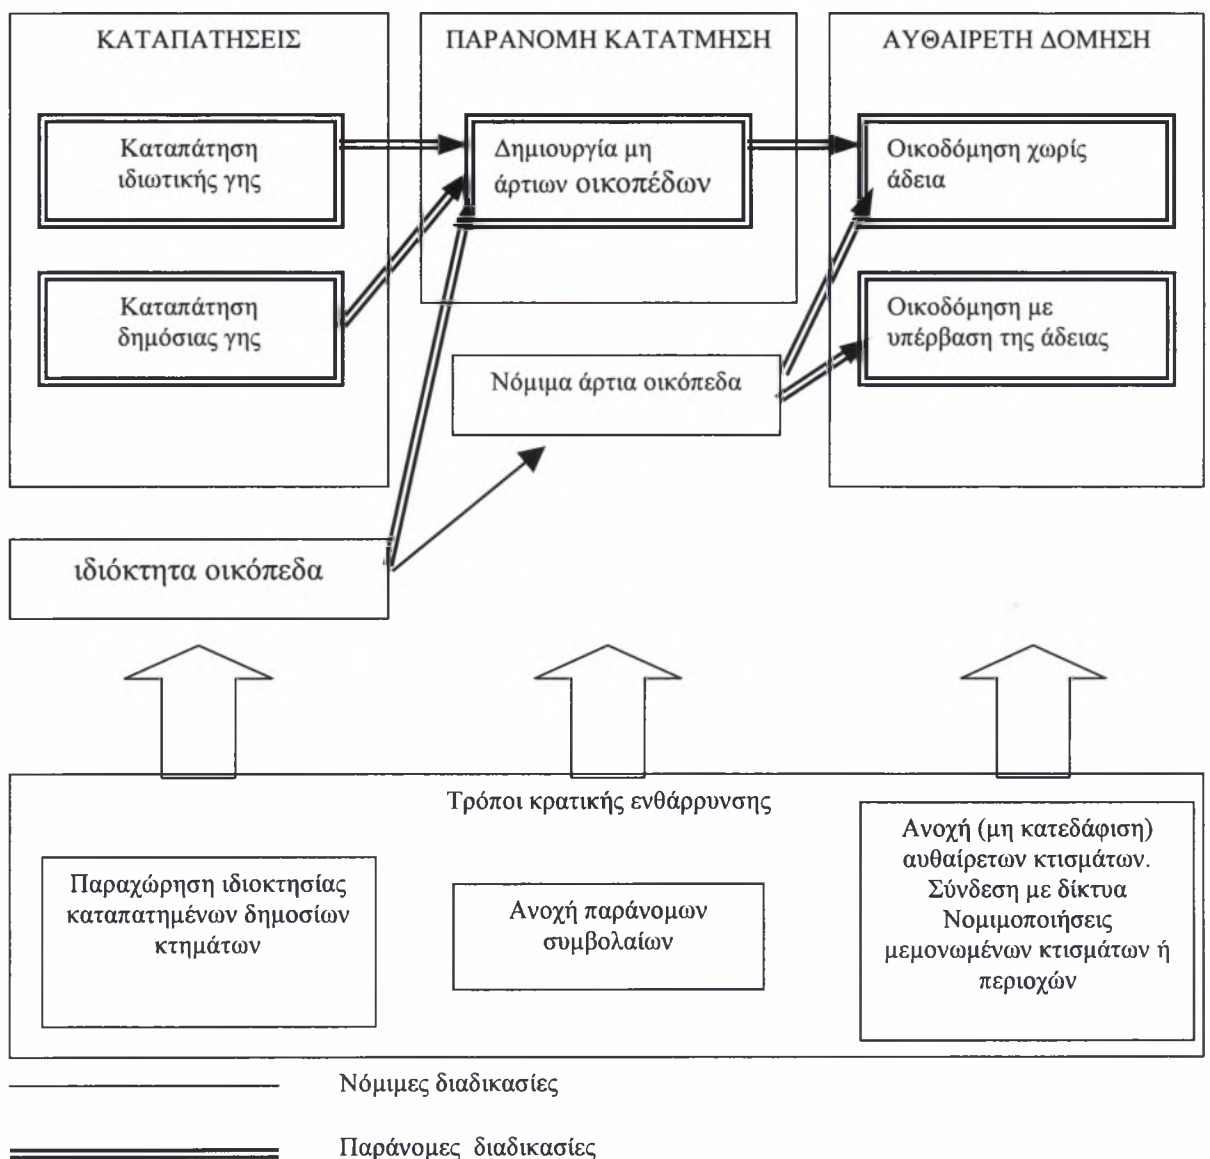 ΚΑΤΑΠΑΤΗΣΕΙΣ
Καταπάτηση
ιδιωτικής γης
Καταπάτηση
δημόσιας γης
ΠΑΡΑΝΟΜΗ ΚΑΤΑΤΜΗΣΗ
Δημιουργία μη
άρτιων οικοπέδων
Νόμιμα άρτια οικόπεδα
ΑΥΘΑΙΡΕΤΗ ΔΟΜΗΣΗ
Οικοδόμηση χωρίς
άδεια
Οικοδόμηση με
υπέρβαση της άδειας
ιδιόκτητα οικόπεδα
Τρόποι κρατικής ενθάρρυνσης
Παραχώρηση ιδιοκτησίας
καταπατημένων δημοσίων
κτημάτων
Ανοχή παράνομων
συμβολαίων
Ανοχή (μη κατεδάφιση)
αυθαίρετων κτισμάτων.
Σύνδεση με δίκτυα
Νομιμοποιήσεις
μεμονωμένων κτισμάτων ή
περιοχών
Νόμιμες διαδικασίες
Παράνομες διαδικασίες